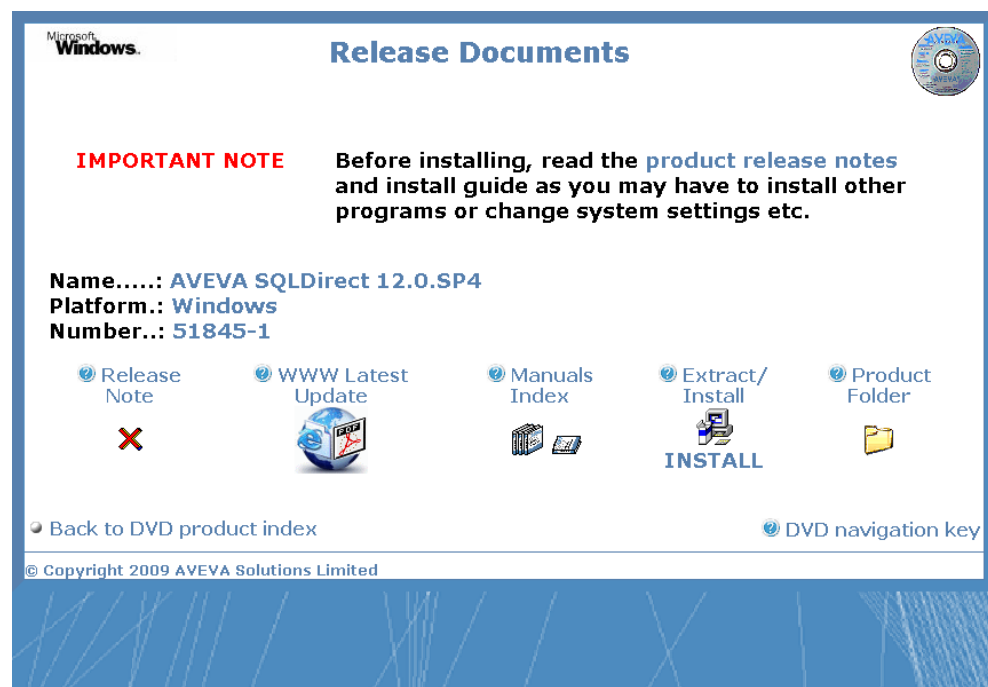 Microsoft
Windows.
Release Documents
AVEVA
IMPORTANT NOTE
Before installing, read the product release notes
and install guide as you may have to install other
programs or change system settings etc.
Name.....: AVEVA SQLDirect 12.0.SP4
Platform.: Windows
Number..: 51845-1
Release
Note
WWW Latest
Update
Manuals
Index
Extract/
Install
Product
Folder
PDF
INSTALL
Back to DVD product index
DVD navigation key
© Copyright 2009 AVEVA Solutions Limited